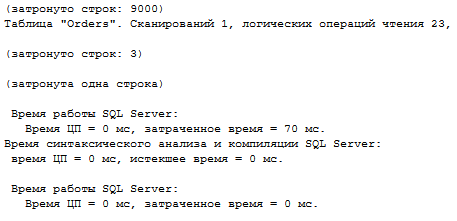 (затронуто строк: 9000)
Таблица "Orders". Сканирований 1, логических операций чтения 23,
(затронуто строк: 3)
(затронута одна строка)
Время работы SQL Server:
Время ЦП = 0 мс, затраченное время = 70 мс.
Время синтаксического анализа и компиляции SQL Server:
время ЦП = 0 мс, истекшее время = 0 мс.
Время работы SQL Server:
Время ЦП = 0 мс, затраченное время = 0 мс.